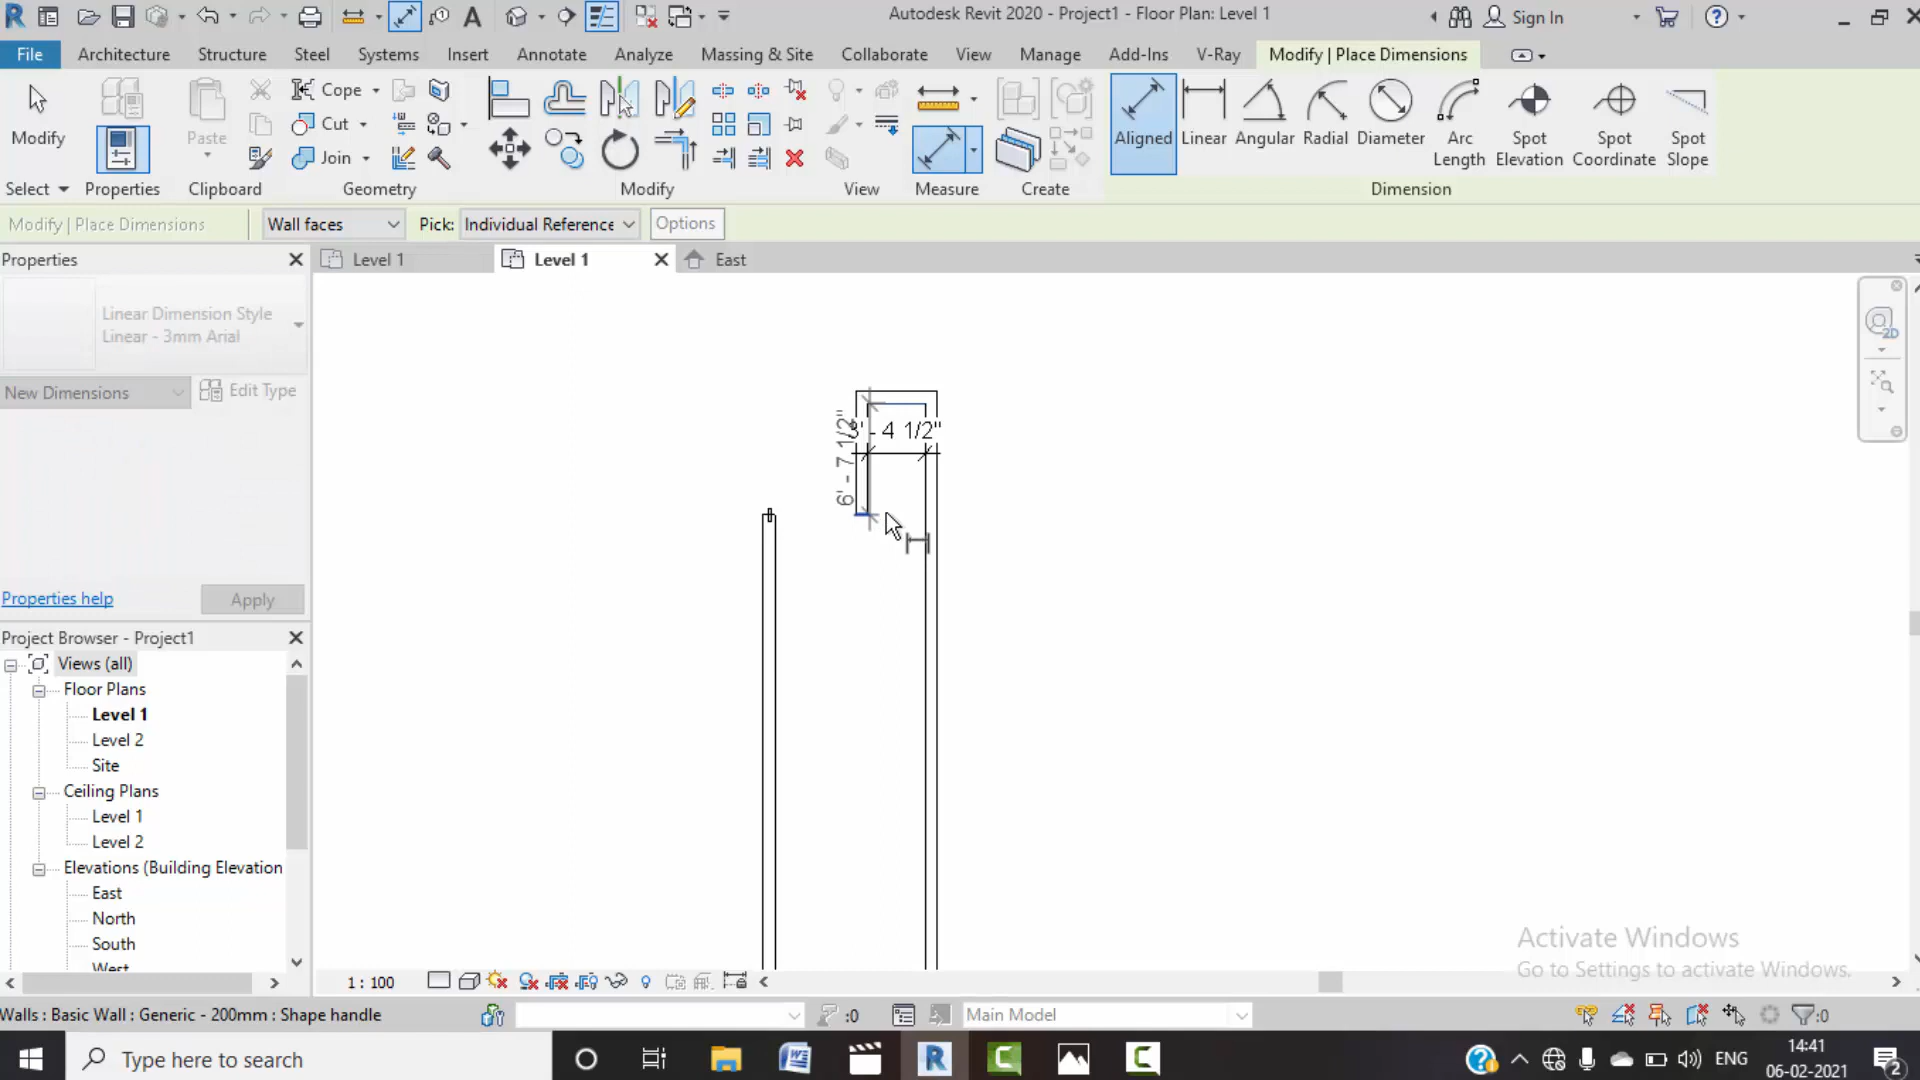 Autodesk Revit 2020 - Project1 - Floor Plan: Level 1
Sign In
File
Architecture
Structure
Steel
Systems
Insert
Annotate
Analyze
Massing & Site
Collaborate
View
Manage
Add-Ins
V-Ray
Modify | Place Dimensions
Modify
Paste
Cope
Cut
Join
Aligned
Linear
Angular
Radial
Diameter
Arc
Length
Spot
Elevation
Spot
Coordinate
Spot
Slope
Select
Properties
Clipboard
Geometry
Modify
View
Measure
Create
Dimension
Modify | Place Dimensions
Wall faces
Pick:
Individual Reference
Options
Properties
Level 1
Level 1
East
Linear Dimension Style
Linear - 3mm Arial
New Dimensions
Edit Type
Properties help
Apply
Project Browser - Project1
Views (all)
Floor Plans
Level 1
Level 2
Site
Ceiling Plans
Level 1
Level 2
Elevations (Building Elevation
East
North
South
West
3' - 4 1/2"
6' - 7 1/2"
2D
Activate Windows
Go to Settings to activate Windows.
1 : 100
Walls : Basic Wall : Generic - 200mm : Shape handle
:0
Main Model
:0
Type here to search
ENG
14:41
06-02-2021
2